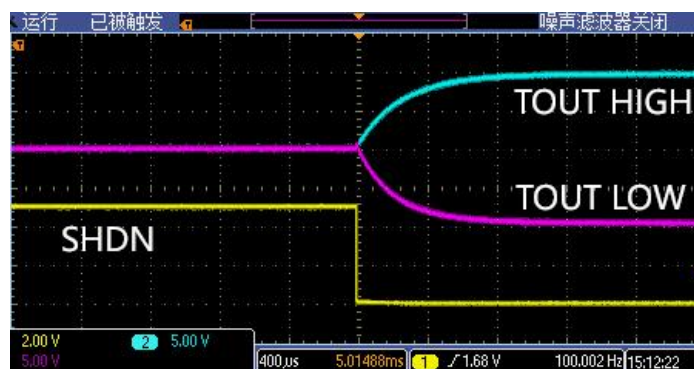 运行 已被触发 T 噪声滤波器关闭
T
TOUT HIGH
TOUT LOW
SHDN
2.00 V 2 5.00 V
5.00 V 400μs 5.01488ms 1 1.68 V 100.002 Hz 15:12:22